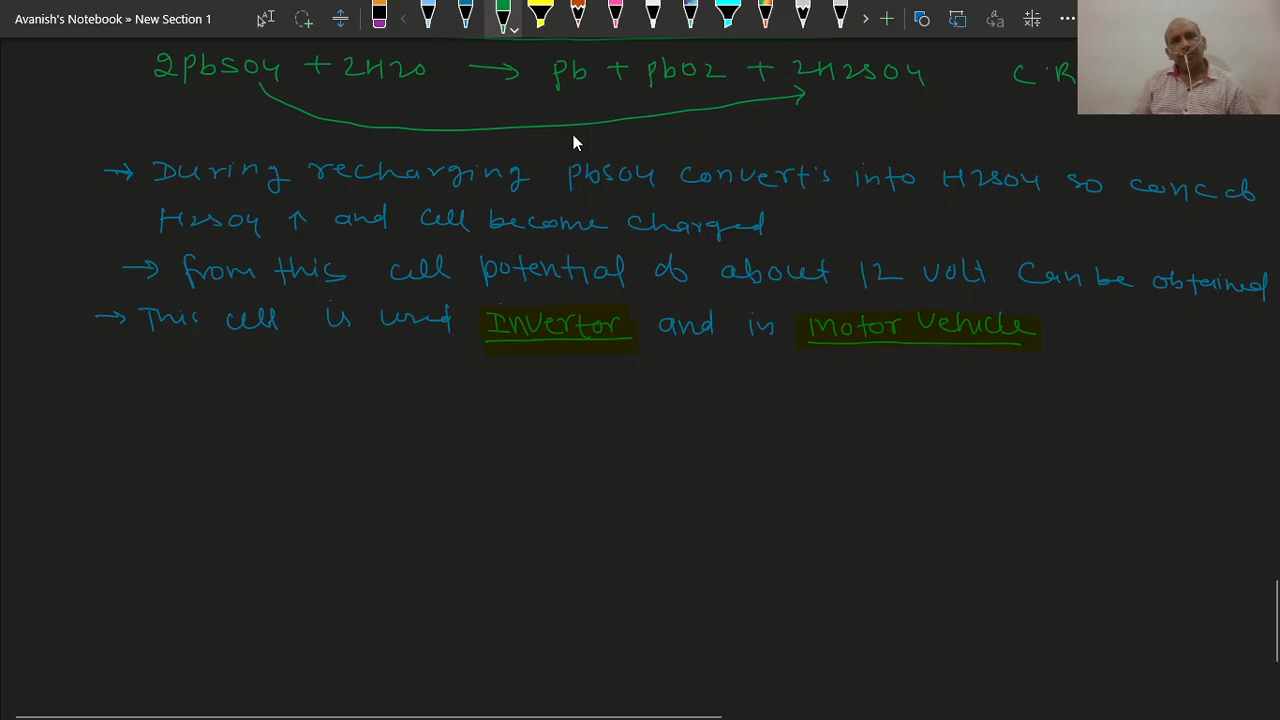 Avanish's Notebook » New Section 1
2PbSO4 + 2H2O → Pb + PbO2 + 2H2SO4 C.R
→ During recharging PbSO4 convert's into H2SO4 so conc of
H2SO4 ↑ and cell become charged
→ from this cell potential of about 12 volt can be obtained
→ This cell is used Invertor and in Motor Vehicle